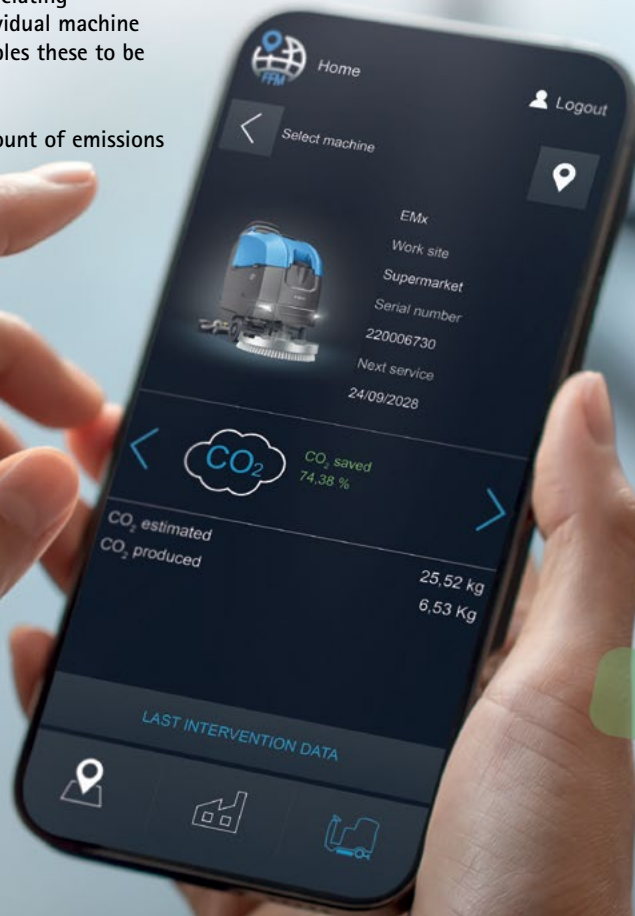 vidual machine
bles these to be
ount of emissions
FFM
Home
Logout
Select machine
EMx
Work site
Supermarket
Serial number
220006730
Next service
24/09/2028
CO₂
CO₂ saved
74,38 %
CO₂ estimated
25,52 kg
CO₂ produced
6,53 Kg
LAST INTERVENTION DATA